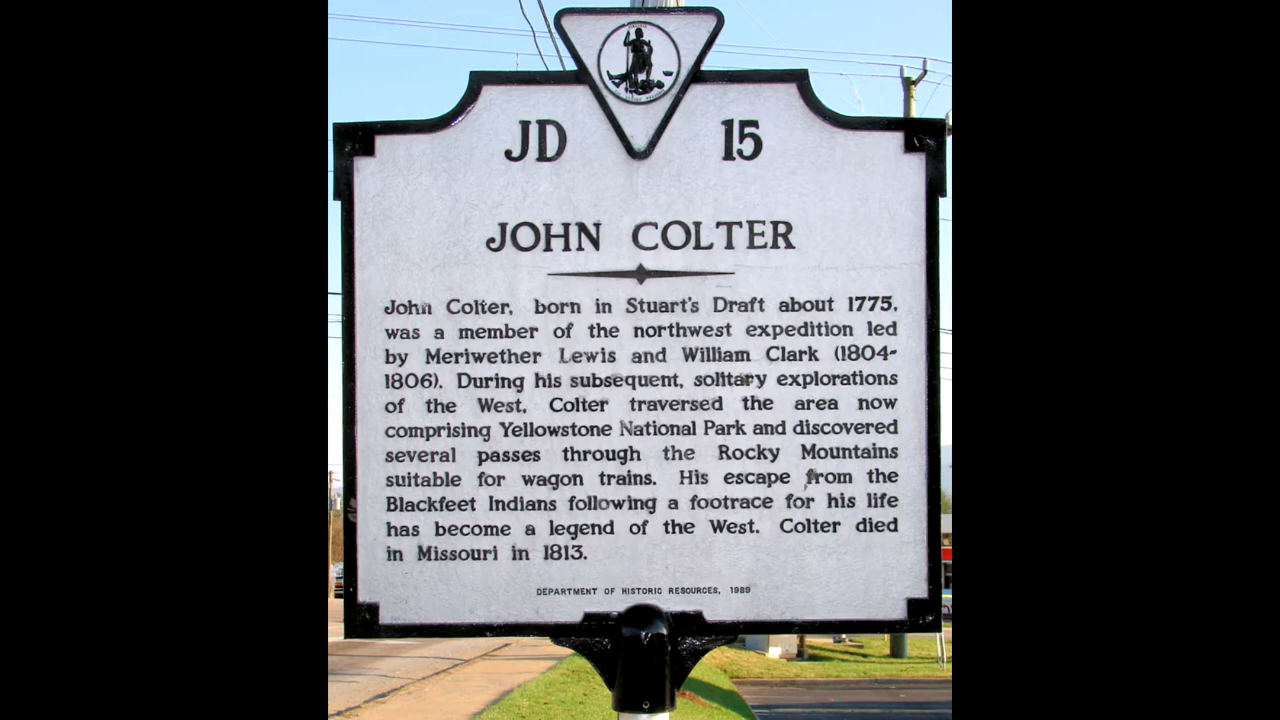 JD 15
JOHN COLTER
John Colter, born in Stuart's Draft about 1775,
was a member of the northwest expedition led
by Meriwether Lewis and William Clark (1804-
1806). During his subsequent, solitary explorations
of the West, Colter traversed the area now
comprising Yellowstone National Park and discovered
several passes through the Rocky Mountains
suitable for wagon trains. His escape from the
Blackfeet Indians following a footrace for his life
has become a legend of the West. Colter died
in Missouri in 1813.
DEPARTMENT OF HISTORIC RESOURCES, 1989